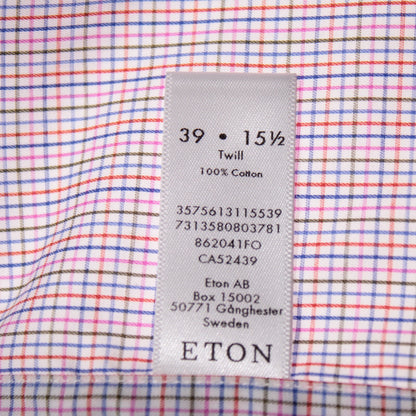 39 • 15½
Twill
100% Cotton
3575613115539
7313580803781
862041FO
CA52439
Eton AB
Box 15002
50771 Gånghester
Sweden
ETON